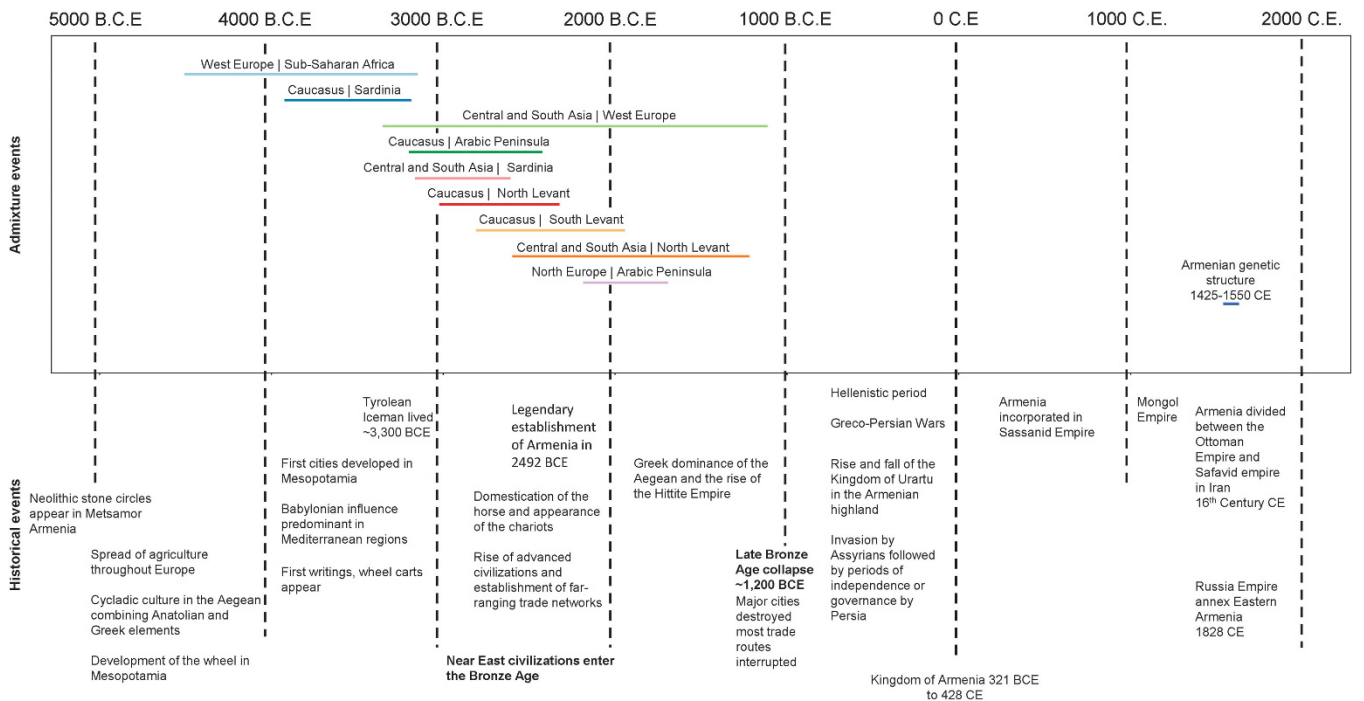 5000 B.C.E 4000 B.C.E 3000 B.C.E 2000 B.C.E 1000 B.C.E 0 C.E 1000 C.E. 2000 C.E.
Admixture events
West Europe | Sub-Saharan Africa
Caucasus | Sardinia
Central and South Asia | West Europe
Caucasus | Arabic Peninsula
Central and South Asia | Sardinia
Caucasus | North Levant
Caucasus | South Levant
Central and South Asia | North Levant
North Europe | Arabic Peninsula
Armenian genetic
structure
1425-1550 CE
Historical events
Neolithic stone circles
appear in Metsamor
Armenia
Spread of agriculture
throughout Europe
Cycladic culture in the Aegean
combining Anatolian and
Greek elements
Development of the wheel in
Mesopotamia
Tyrolean
Iceman lived
~3,300 BCE
First cities developed in
Mesopotamia
Babylonian influence
predominant in
Mediterranean regions
First writings, wheel carts
appear
Legendary
establishment
of Armenia in
2492 BCE
Domestication of the
horse and appearance
of the chariots
Rise of advanced
civilizations and
establishment of far-
ranging trade networks
Near East civilizations enter
the Bronze Age
Greek dominance of the
Aegean and the rise of
the Hittite Empire
Late Bronze
Age collapse
~1,200 BCE
Major cities
destroyed
most trade
routes
interrupted
Hellenistic period
Greco-Persian Wars
Rise and fall of the
Kingdom of Urartu
in the Armenian
highland
Invasion by
Assyrians followed
by periods of
independence or
governance by
Persia
Kingdom of Armenia 321 BCE
to 428 CE
Armenia
incorporated in
Sassanid Empire
Mongol
Empire
Armenia divided
between the
Ottoman
Empire and
Safavid empire
in Iran
16th Century CE
Russia Empire
annex Eastern
Armenia
1828 CE